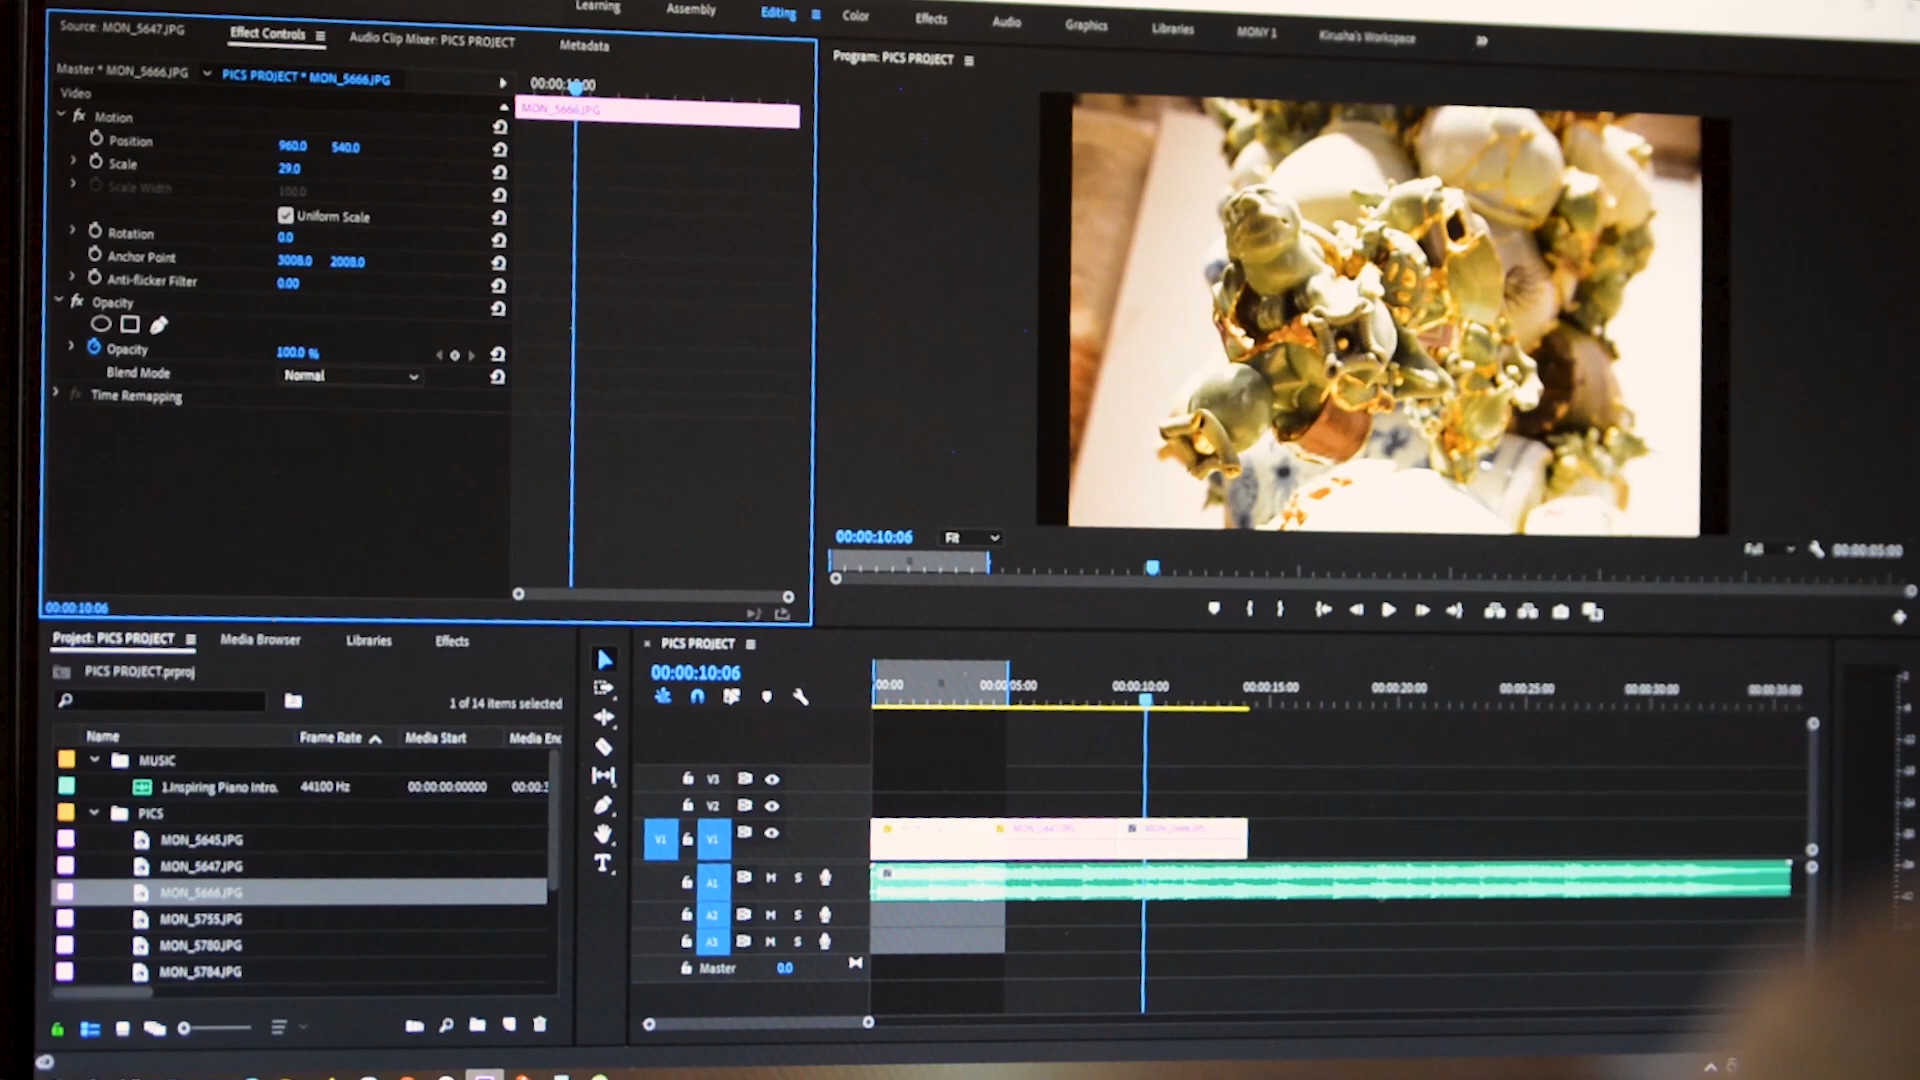 Learning Assembly Editing Color Effects Audio Graphics Libraries MONY 1 Kirusha's Workspace
Source: MON_5647.JPG Effect Controls Audio Clip Mixer: PICS PROJECT Metadata
Program: PICS PROJECT
Master * MON_5666.JPG PICS PROJECT * MON_5666.JPG
Video
MON_5666.JPG
fx Motion
Position 960.0 540.0
Scale 29.0
Scale Width 100.0
Uniform Scale
Rotation 0.0
Anchor Point 3008.0 2008.0
Anti-flicker Filter 0.00
fx Opacity
Opacity 100.0 %
Blend Mode Normal
fx Time Remapping
00:00:10:06
00:00:10:06 Fit Full 00:00:05:00
Project: PICS PROJECT Media Browser Libraries Effects
PICS PROJECT.prproj
1 of 14 items selected
Name Frame Rate Media Start Media End
MUSIC
1.Inspiring Piano Intro. 44100 Hz 00:00:00:00000
PICS
MON_5645.JPG
MON_5647.JPG
MON_5666.JPG
MON_5755.JPG
MON_5780.JPG
MON_5784.JPG
× PICS PROJECT
00:00:10:06
00:00 00:00:05:00 00:00:10:00 00:00:15:00 00:00:20:00 00:00:25:00 00:00:30:00 00:00:35:00
V3
V2
V1 V1 MON_5647.JPG MON_5666.JPG
A1 M S
A2 M S
A3 M S
Master 0.0